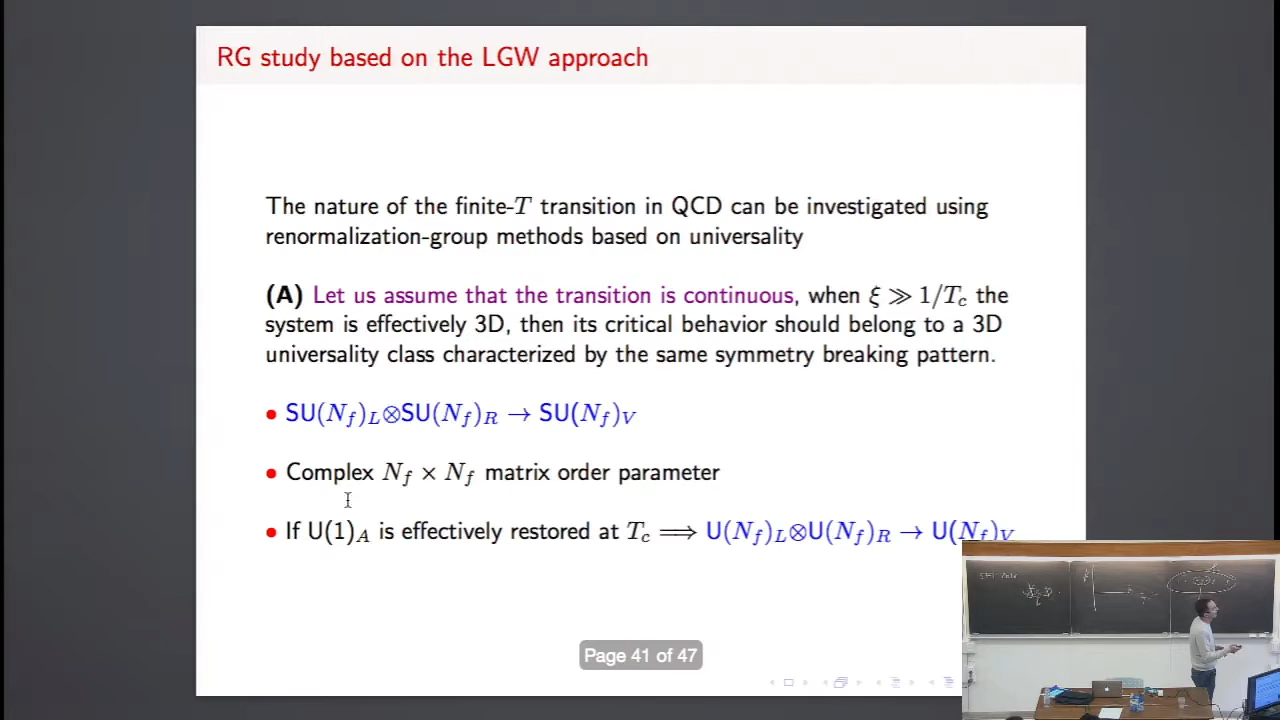 RG study based on the LGW approach
The nature of the finite-T transition in QCD can be investigated using
renormalization-group methods based on universality
(A) Let us assume that the transition is continuous, when ξ ≫ 1/T_c the
system is effectively 3D, then its critical behavior should belong to a 3D
universality class characterized by the same symmetry breaking pattern.
• SU(N_f)_L⊗SU(N_f)_R → SU(N_f)_V
• Complex N_f × N_f matrix order parameter
• If U(1)_A is effectively restored at T_c ⟹ U(N_f)_L⊗U(N_f)_R → U(N_f)_V
Page 41 of 47